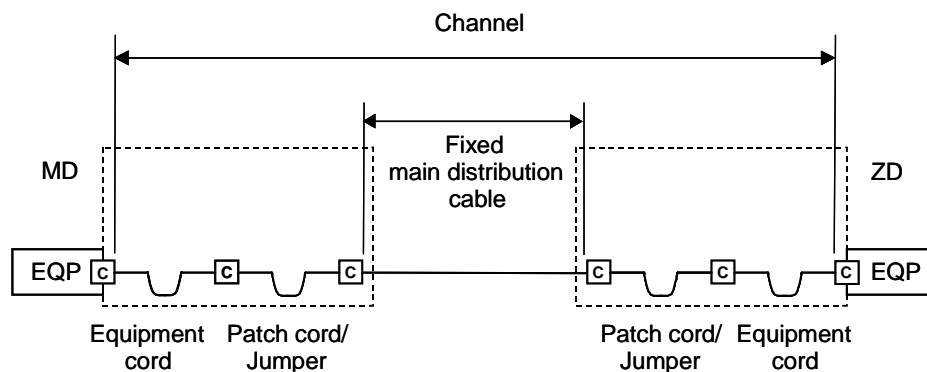 Channel
Fixed
main distribution
cable
MD
ZD
EQP
C
C
C
C
C
C
EQP
Equipment
cord
Patch cord/
Jumper
Patch cord/
Jumper
Equipment
cord